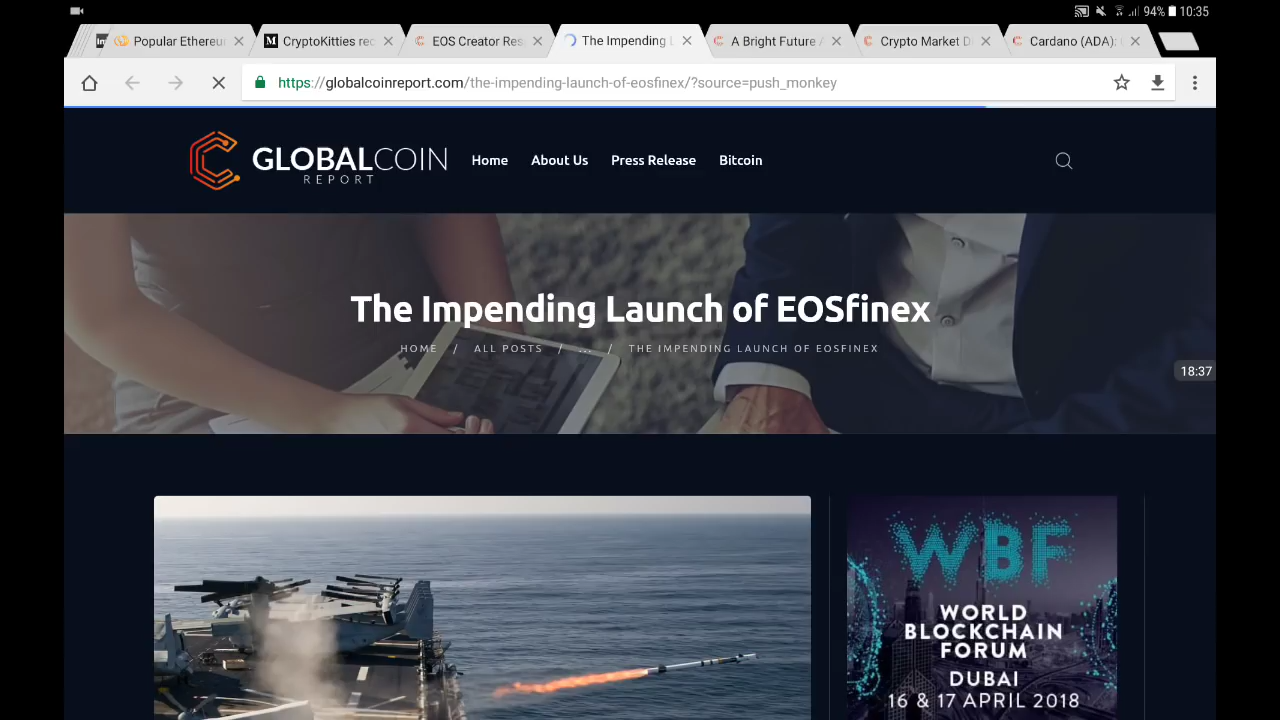 94% 10:35
Popular Ethereu
CryptoKitties rec
EOS Creator Res
The Impending L
A Bright Future
Crypto Market D
Cardano (ADA):
https://globalcoinreport.com/the-impending-launch-of-eosfinex/?source=push_monkey
GLOBALCOIN
REPORT
Home
About Us
Press Release
Bitcoin
The Impending Launch of EOSfinex
HOME / ALL POSTS / ... / THE IMPENDING LAUNCH OF EOSFINEX
18:37
WBF
WORLD
BLOCKCHAIN
FORUM
DUBAI
16 & 17 APRIL 2018